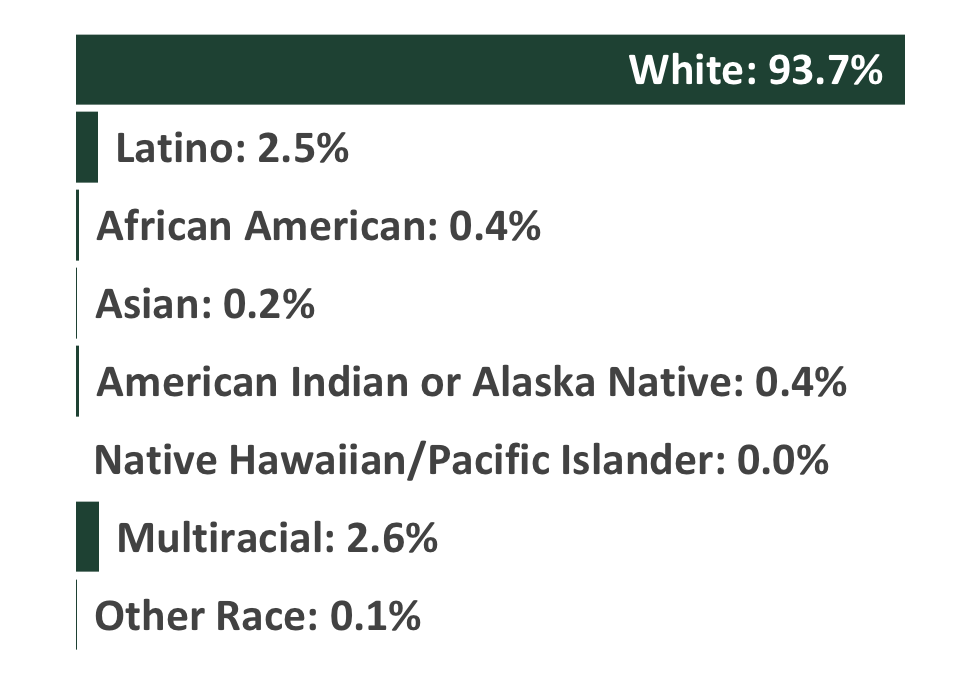 White: 93.7%
Latino: 2.5%
African American: 0.4%
Asian: 0.2%
American Indian or Alaska Native: 0.4%
Native Hawaiian/Pacific Islander: 0.0%
Multiracial: 2.6%
Other Race: 0.1%